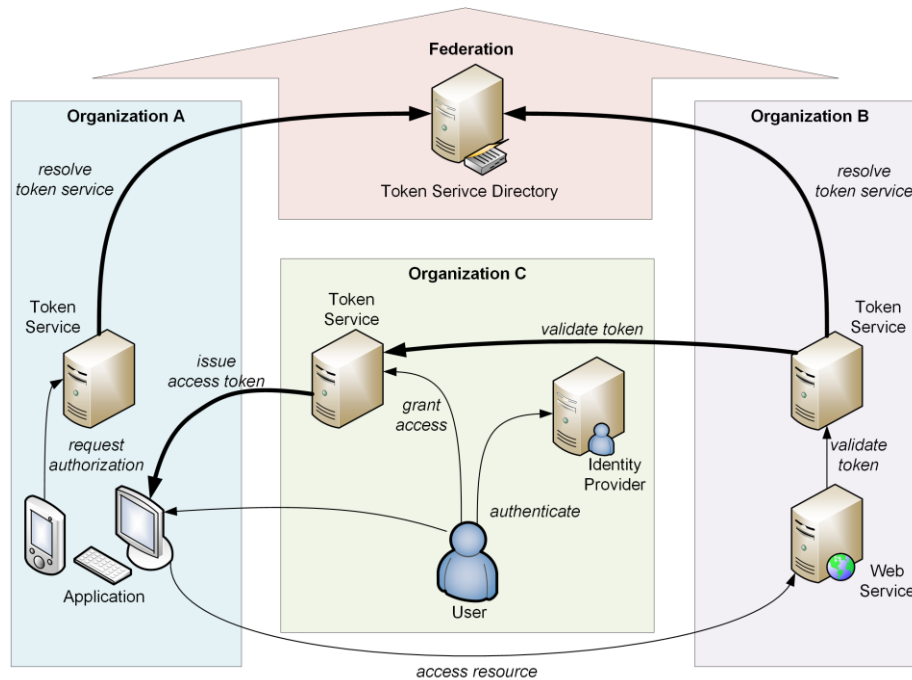 Federation
Token Serivce Directory
Organization A
resolve
token service
Token
Service
request
authorization
Application
issue
access token
Organization C
Token
Service
grant
access
validate token
Identity
Provider
authenticate
User
Organization B
resolve
token service
Token
Service
validate
token
Web
Service
access resource